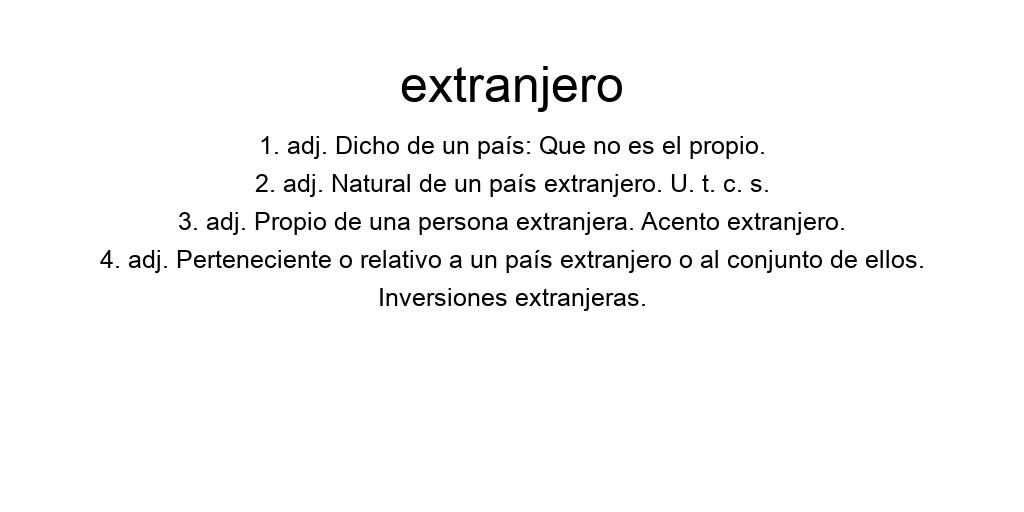 extranjero
1. adj. Dicho de un país: Que no es el propio.
2. adj. Natural de un país extranjero. U. t. c. s.
3. adj. Propio de una persona extranjera. Acento extranjero.
4. adj. Perteneciente o relativo a un país extranjero o al conjunto de ellos.
Inversiones extranjeras.